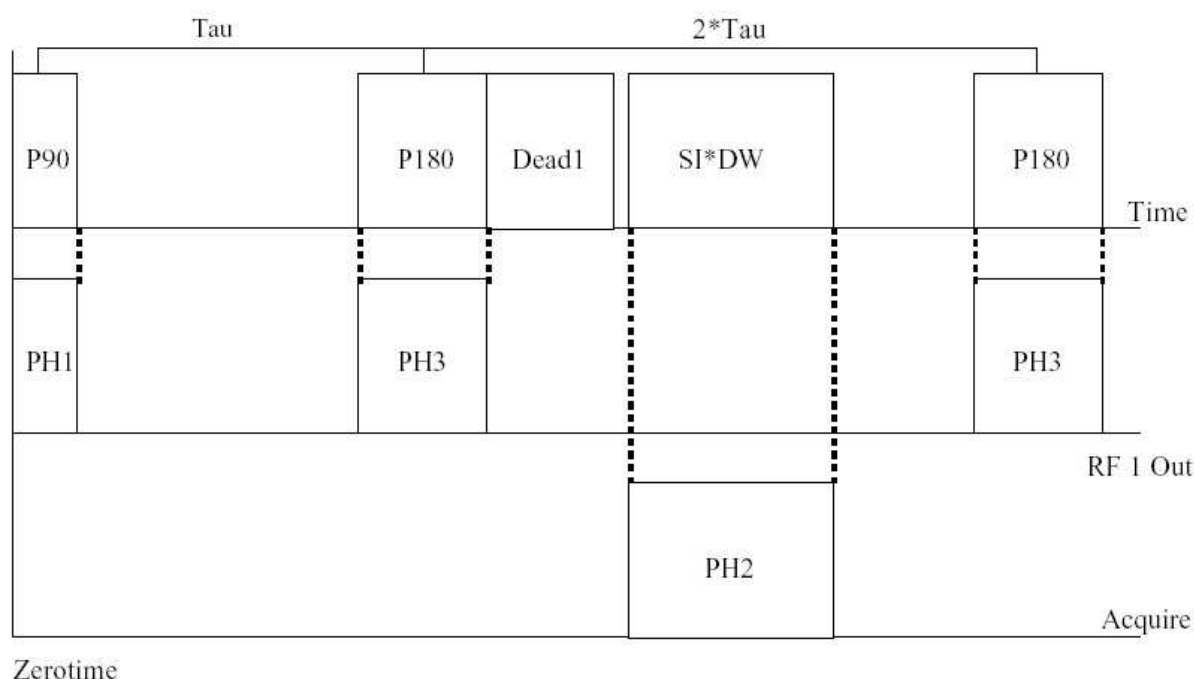 Tau
2*Tau
P90
P180
Dead1
SI*DW
P180
Time
PH1
PH3
PH3
RF 1 Out
PH2
Acquire
Zerotime